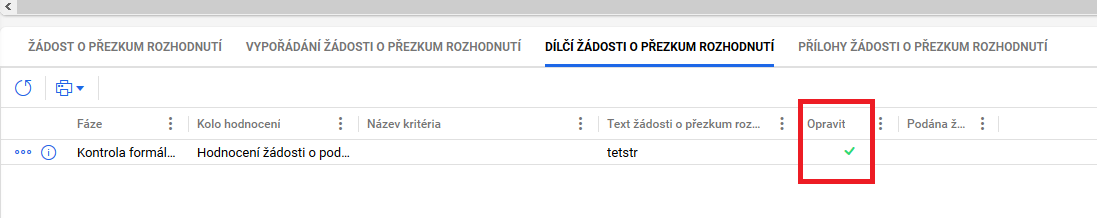 ŽÁDOST O PŘEZKUM ROZHODNUTÍ VYPOŘÁDÁNÍ ŽÁDOSTI O PŘEZKUM ROZHODNUTÍ DÍLČÍ ŽÁDOSTI O PŘEZKUM ROZHODNUTÍ PŘÍLOHY ŽÁDOSTI O PŘEZKUM ROZHODNUTÍ
Fáze Kolo hodnocení Název kritéria Text žádosti o přezkum roz... Opravit Podána ž...
Kontrola formál... Hodnocení žádosti o pod... tetstr